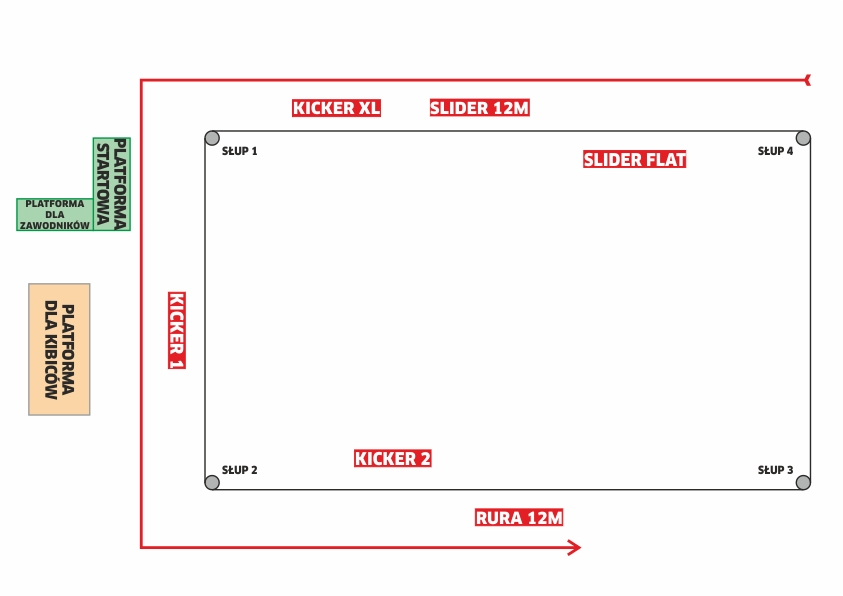 KICKER XL
SLIDER 12M
SŁUP 1
SŁUP 4
SLIDER FLAT
PLATFORMA
STARTOWA
PLATFORMA
DLA
ZAWODNIKÓW
KICKER 1
PLATFORMA
DLA KIBICÓW
KICKER 2
SŁUP 2
SŁUP 3
RURA 12M